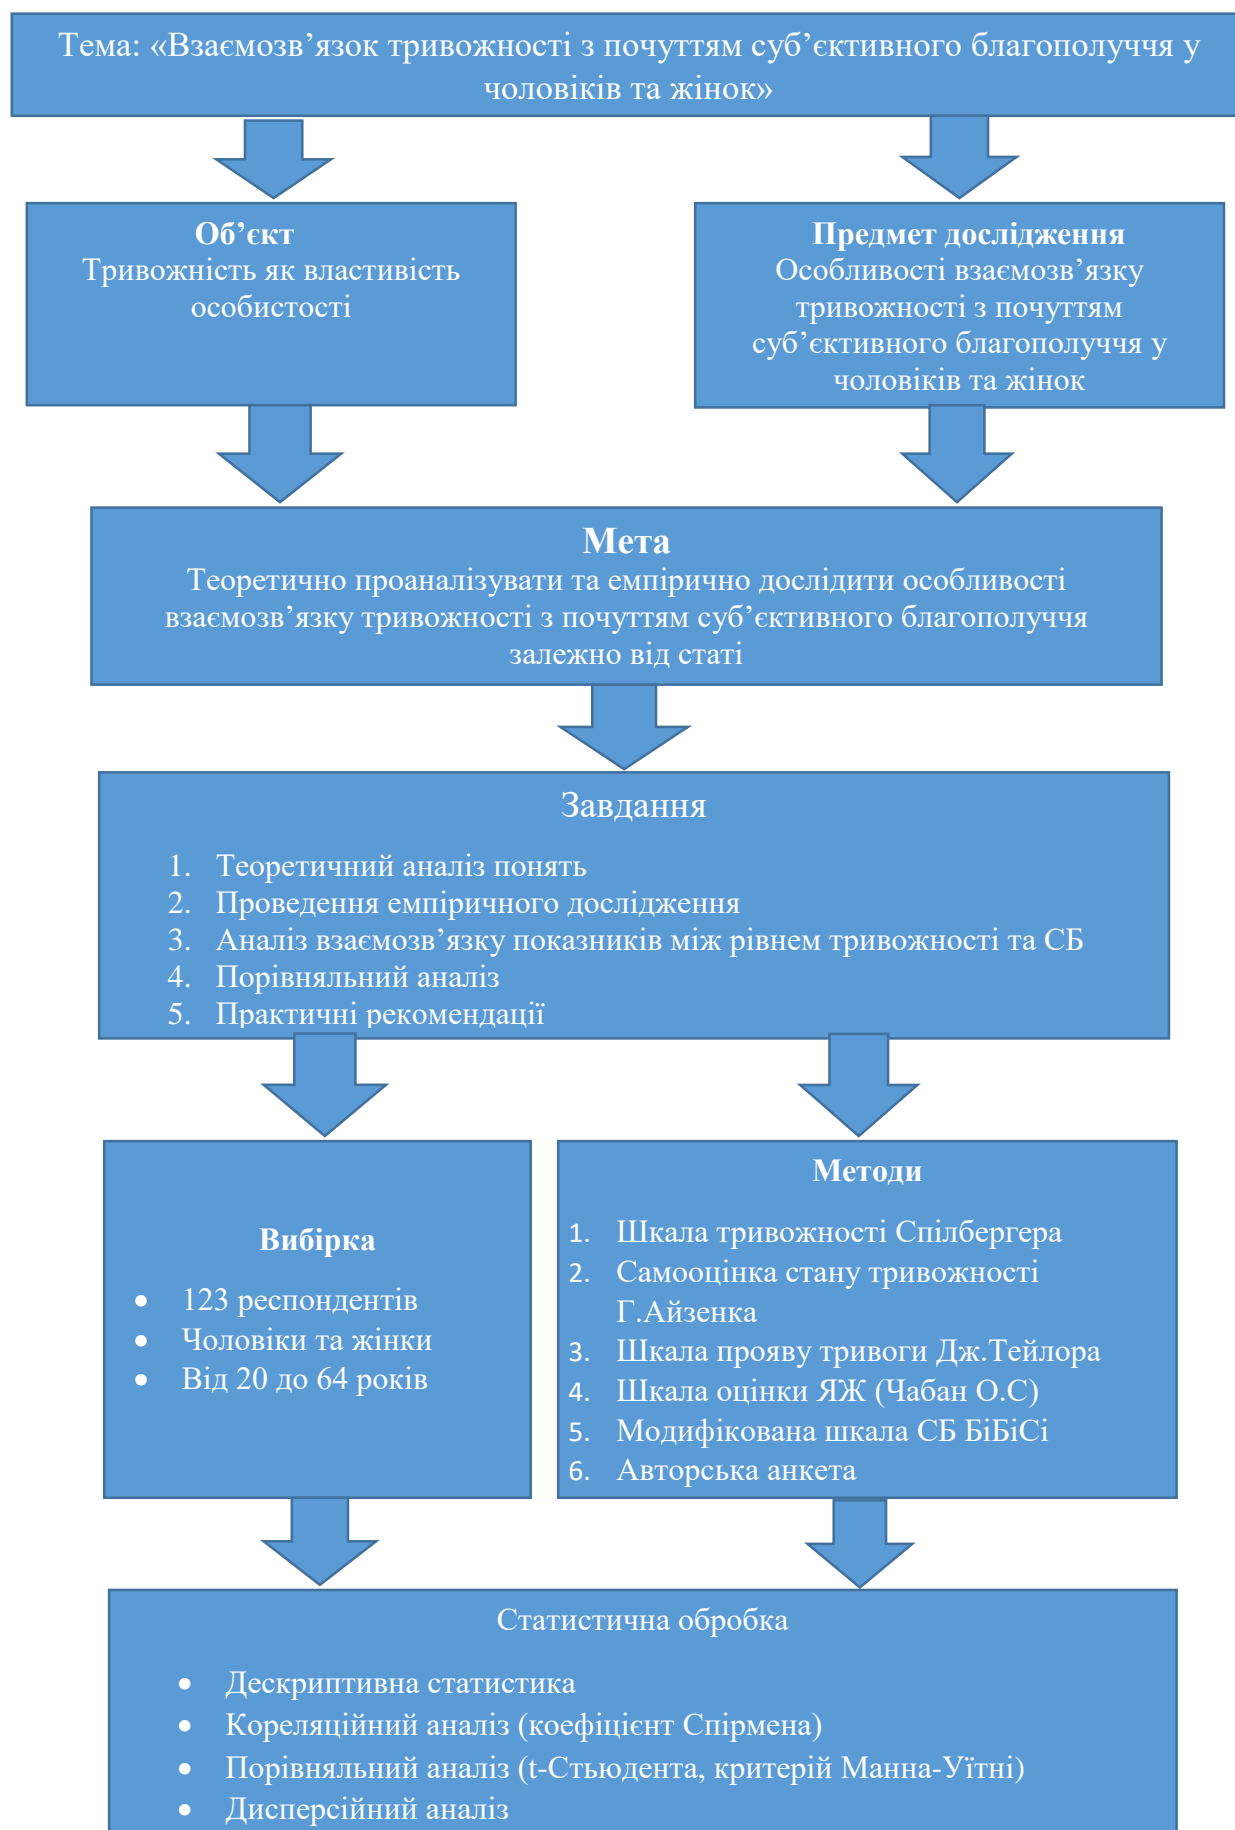 Тема: «Взаємозв’язок тривожності з почуттям суб’єктивного благополуччя у
чоловіків та жінок»
Об’єкт
Тривожність як властивість
особистості
Предмет дослідження
Особливості взаємозв’язку
тривожності з почуттям
суб’єктивного благополуччя у
чоловіків та жінок
Мета
Теоретично проаналізувати та емпірично дослідити особливості
взаємозв’язку тривожності з почуттям суб’єктивного благополуччя
залежно від статі
Завдання
1. Теоретичний аналіз понять
2. Проведення емпіричного дослідження
3. Аналіз взаємозв’язку показників між рівнем тривожності та СБ
4. Порівняльний аналіз
5. Практичні рекомендації
Вибірка
• 123 респондентів
• Чоловіки та жінки
• Від 20 до 64 років
Методи
1. Шкала тривожності Спілбергера
2. Самооцінка стану тривожності
Г.Айзенка
3. Шкала прояву тривоги Дж.Тейлора
4. Шкала оцінки ЯЖ (Чабан О.С)
5. Модифікована шкала СБ БіБіСі
6. Авторська анкета
Статистична обробка
• Дескриптивна статистика
• Кореляційний аналіз (коефіцієнт Спірмена)
• Порівняльний аналіз (t-Стьюдента, критерій Манна-Уїтні)
• Дисперсійний аналіз